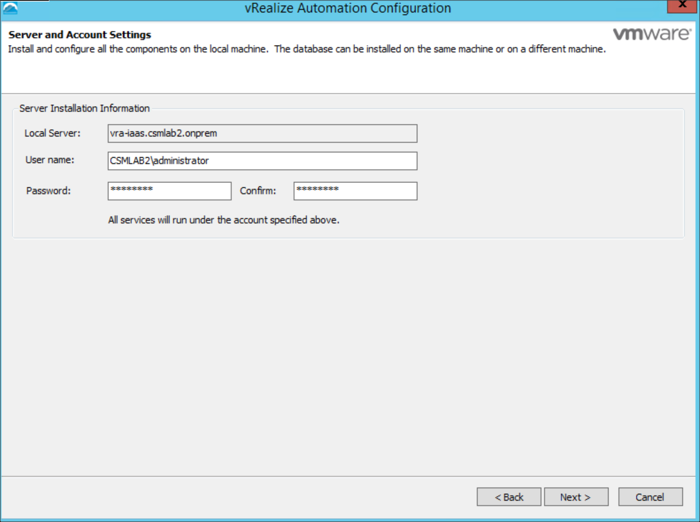 vRealize Automation Configuration
x
Server and Account Settings
vmware®
Install and configure all the components on the local machine.  The database can be installed on the same machine or on a different machine.
Server Installation Information
Local Server: vra-iaas.csmlab2.onprem
User name: CSMLAB2\administrator
Password: ******** Confirm: ********
All services will run under the account specified above.
< Back Next > Cancel